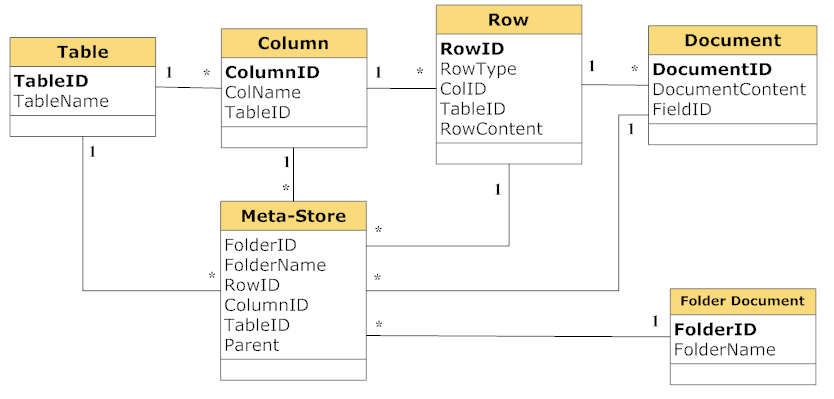 Table
TableID
TableName
1
*
Column
ColumnID
ColName
TableID
1
*
Row
RowID
RowType
ColID
TableID
RowContent
1
*
Document
DocumentID
DocumentContent
FieldID
1
1
*
1
1
*
Meta-Store
FolderID
FolderName
RowID
ColumnID
TableID
Parent
*
*
*
*
1
Folder Document
FolderID
FolderName